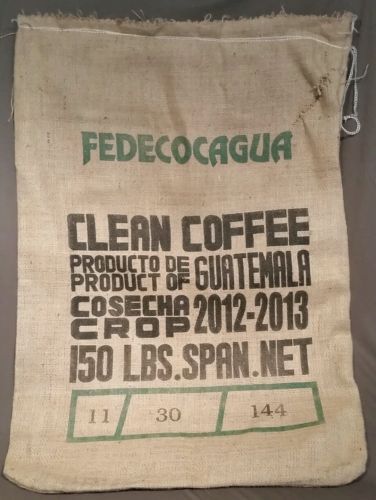 FEDECOCAGUA
CLEAN COFFEE
PRODUCTO DE
PRODUCT OF GUATEMALA
COSECHA
CROP 2012-2013
150 LBS.SPAN.NET
11 30 144